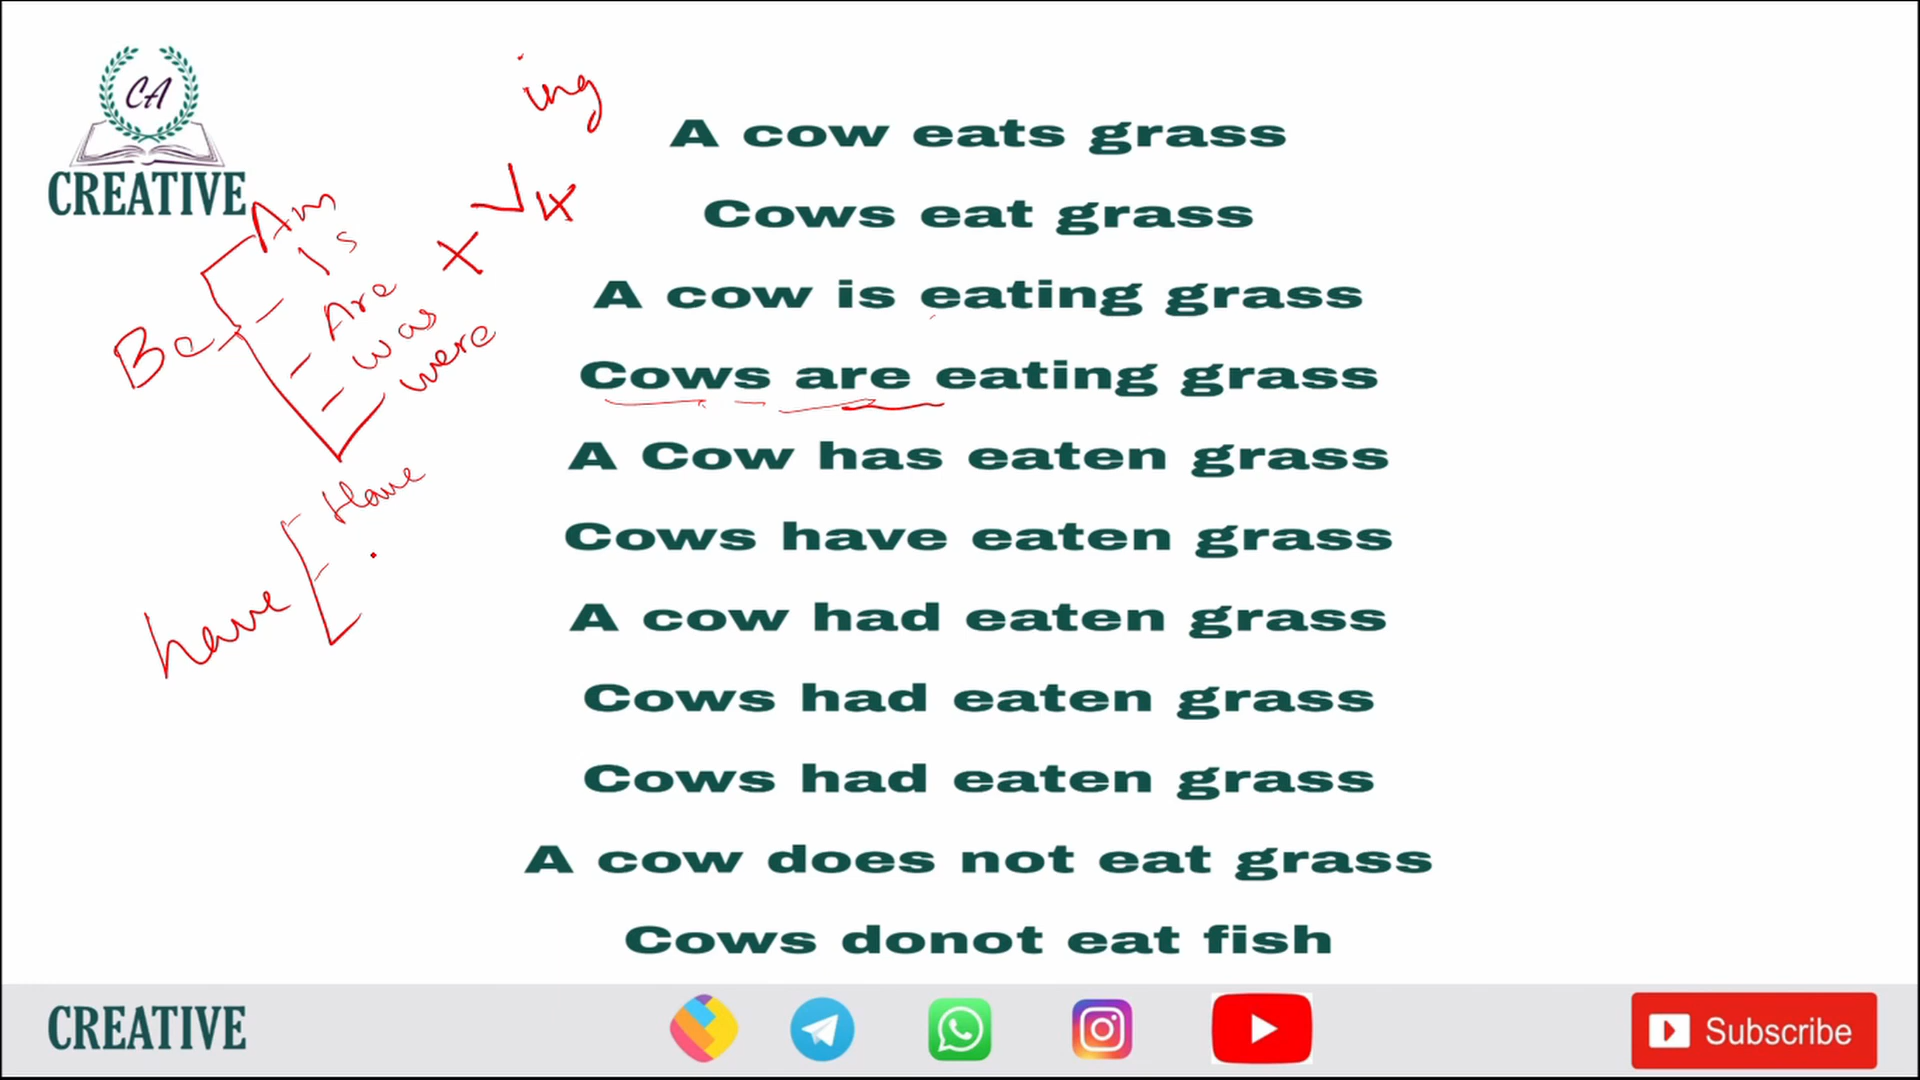 CA
CREATIVE
A cow eats grass
Cows eat grass
A cow is eating grass
Cows are eating grass
A Cow has eaten grass
Cows have eaten grass
A cow had eaten grass
Cows had eaten grass
Cows had eaten grass
A cow does not eat grass
Cows donot eat fish
ing
+ V4
Be
Am
Is
Are
was
were
have
Have
CREATIVE
Subscribe